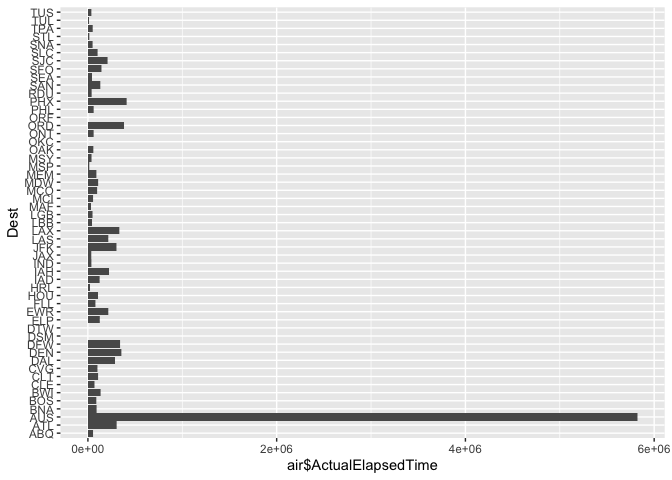 TUS
TUL
TPA
STL
SNA
SLC
SJC
SFO
SEA
SAN
RDU
PHX
PHL
ORF
ORD
ONT
OKC
OAK
MSY
MSP
MEM
MDW
MCO
MCI
MAF
LGB
LBB
LAX
LAS
JFK
JAX
IND
IAH
IAD
HRL
HOU
FLL
EWR
ELP
DTW
DSM
DFW
DEN
DAL
CVG
CLT
CLE
BWI
BOS
BNA
AUS
ATL
ABQ
Dest
0e+00 2e+06 4e+06 6e+06
air$ActualElapsedTime